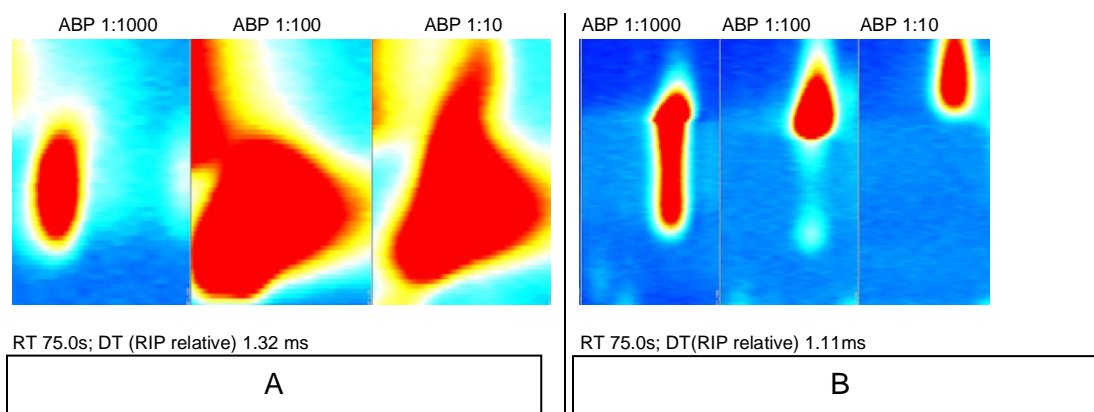 ABP 1:1000 ABP 1:100 ABP 1:10
ABP 1:1000 ABP 1:100 ABP 1:10
RT 75.0s; DT (RIP relative) 1.32 ms
RT 75.0s; DT(RIP relative) 1.11ms
A
B